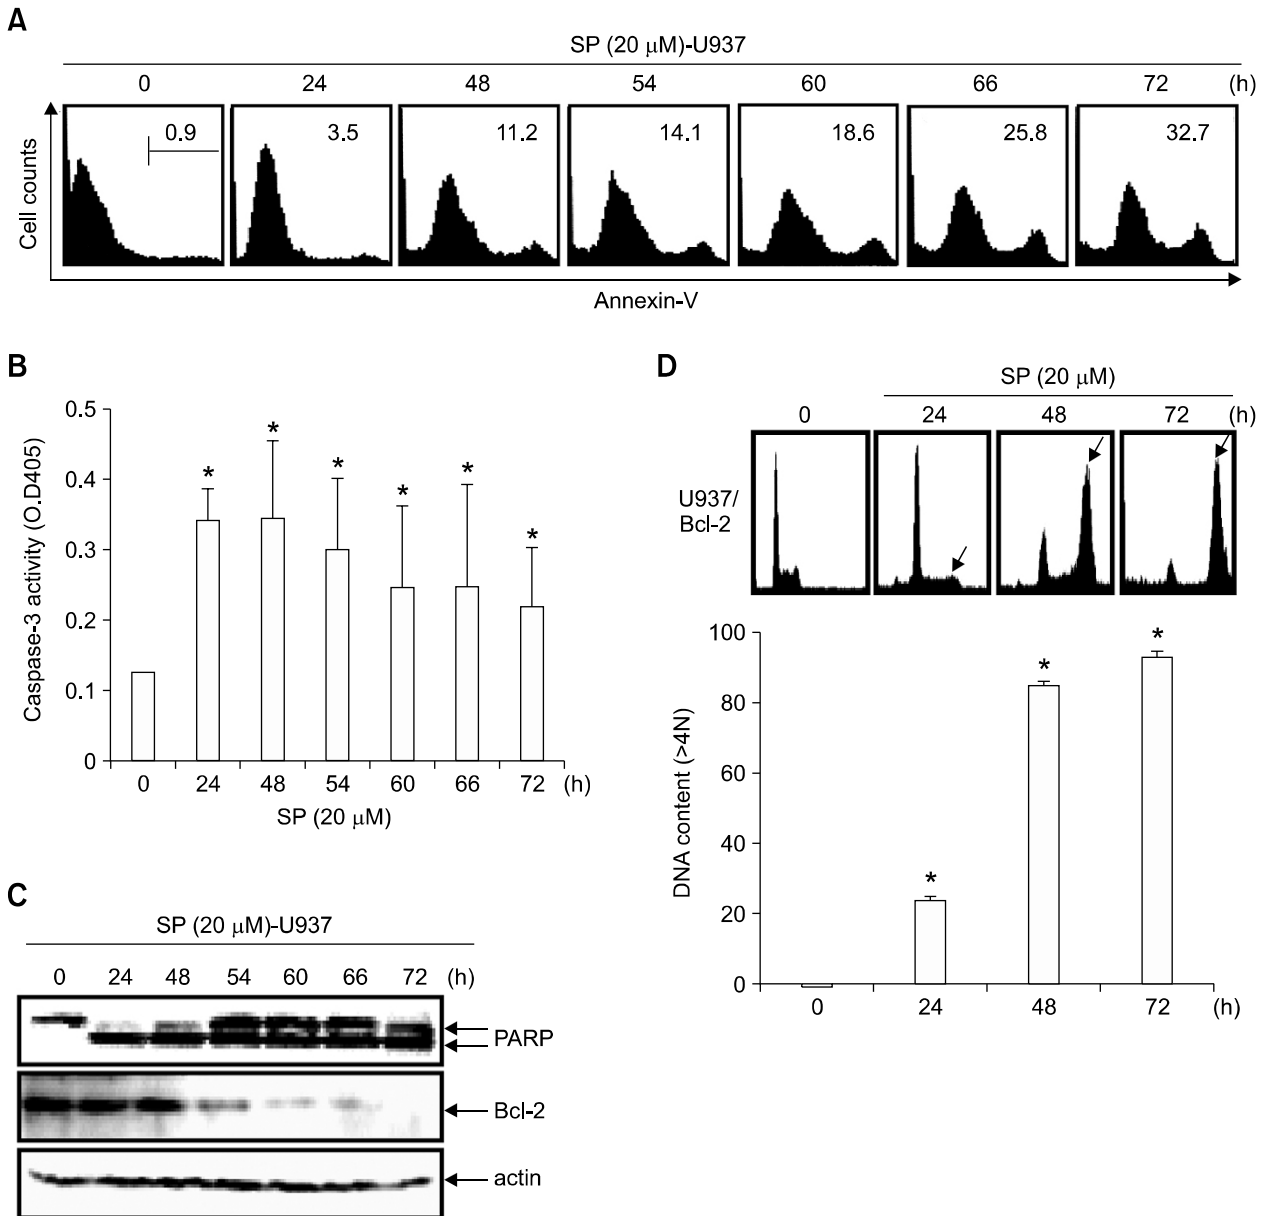 A
SP (20 μM)-U937
0 24 48 54 60 66 72 (h)
0.9 3.5 11.2 14.1 18.6 25.8 32.7
Cell counts
Annexin-V
B
0.5
0.4
0.3
0.2
0.1
0
Caspase-3 activity (O.D405)
* * * * * *
0 24 48 54 60 66 72 (h)
SP (20 μM)
C
SP (20 μM)-U937
0 24 48 54 60 66 72 (h)
PARP
Bcl-2
actin
D
SP (20 μM)
0 24 48 72 (h)
U937/
Bcl-2
100
80
60
40
20
0
DNA content (>4N)
* * *
0 24 48 72 (h)